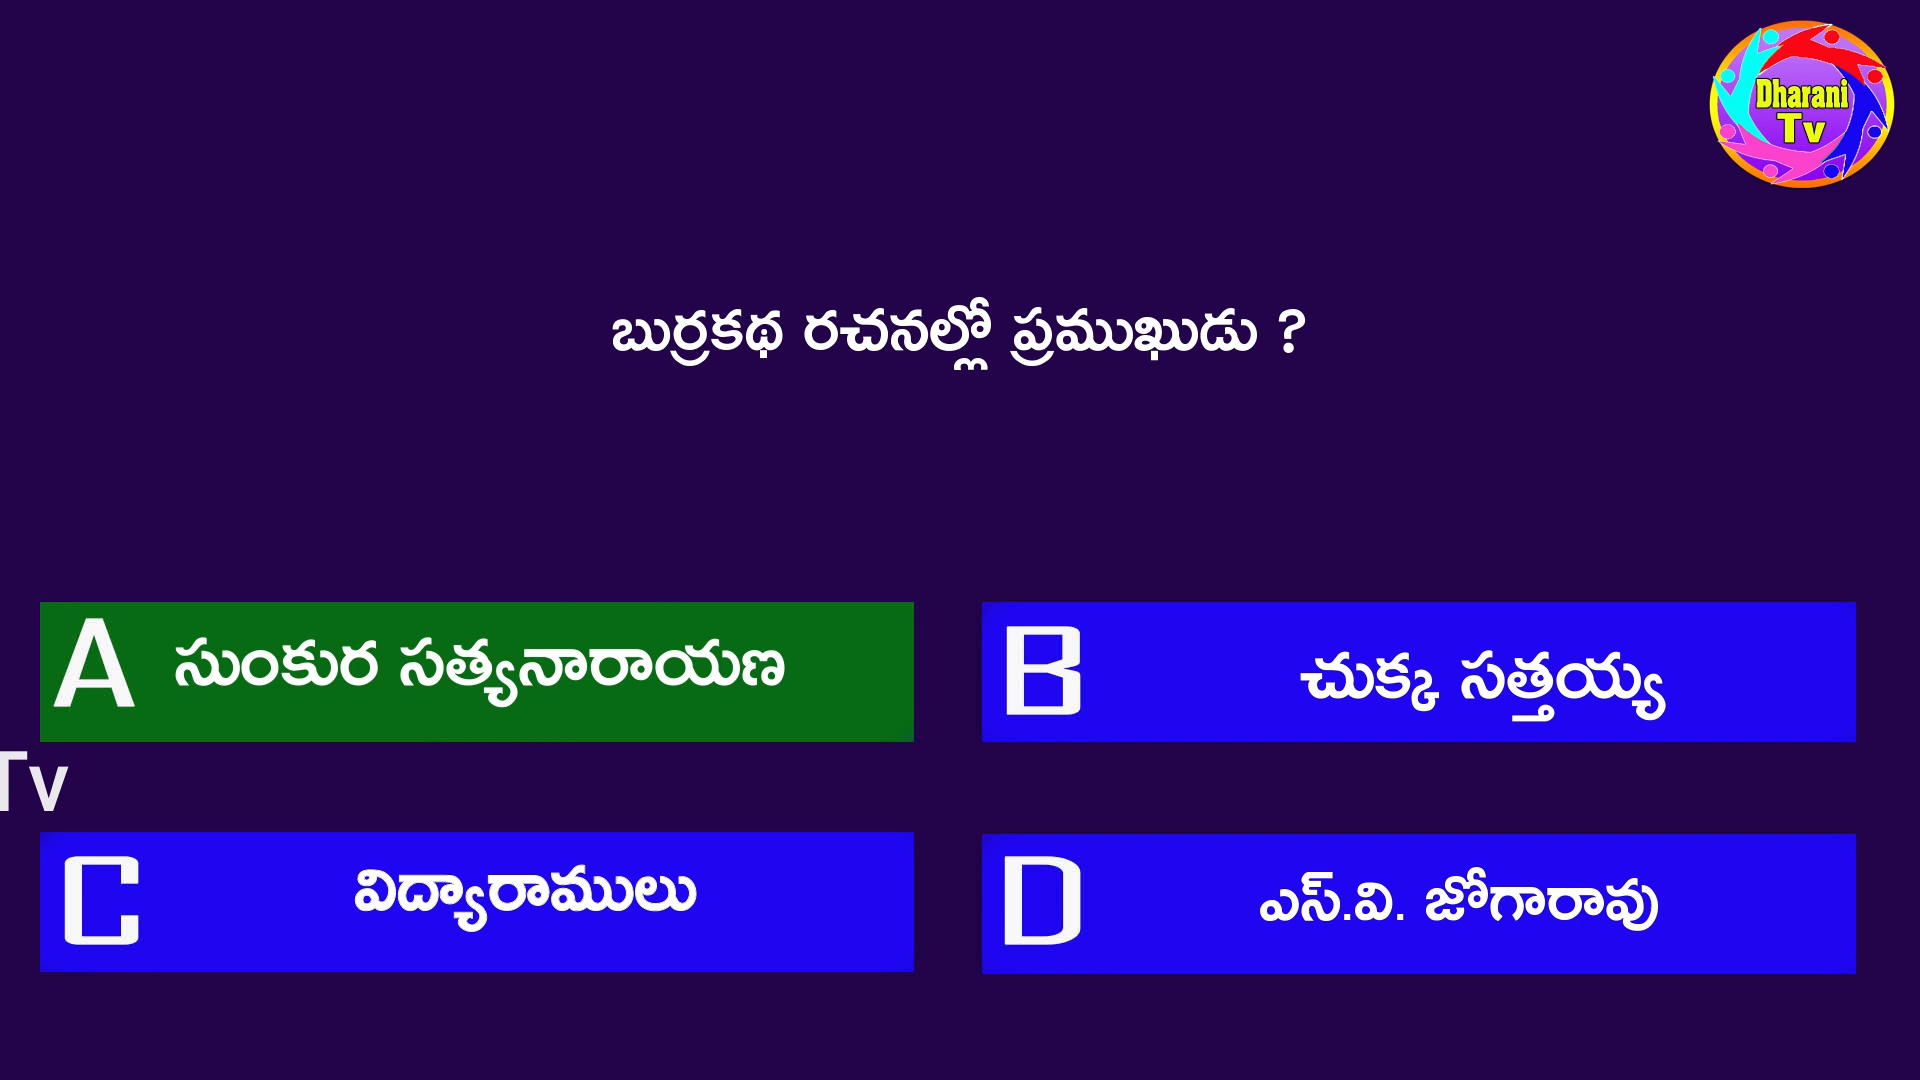 Dharani
Tv
బుర్రకథ రచనల్లో ప్రముఖుడు ?
A సుంకుర సత్యనారాయణ
B చుక్క సత్తయ్య
Tv
C విద్యారాములు
D ఎస్.వి. జోగారావు